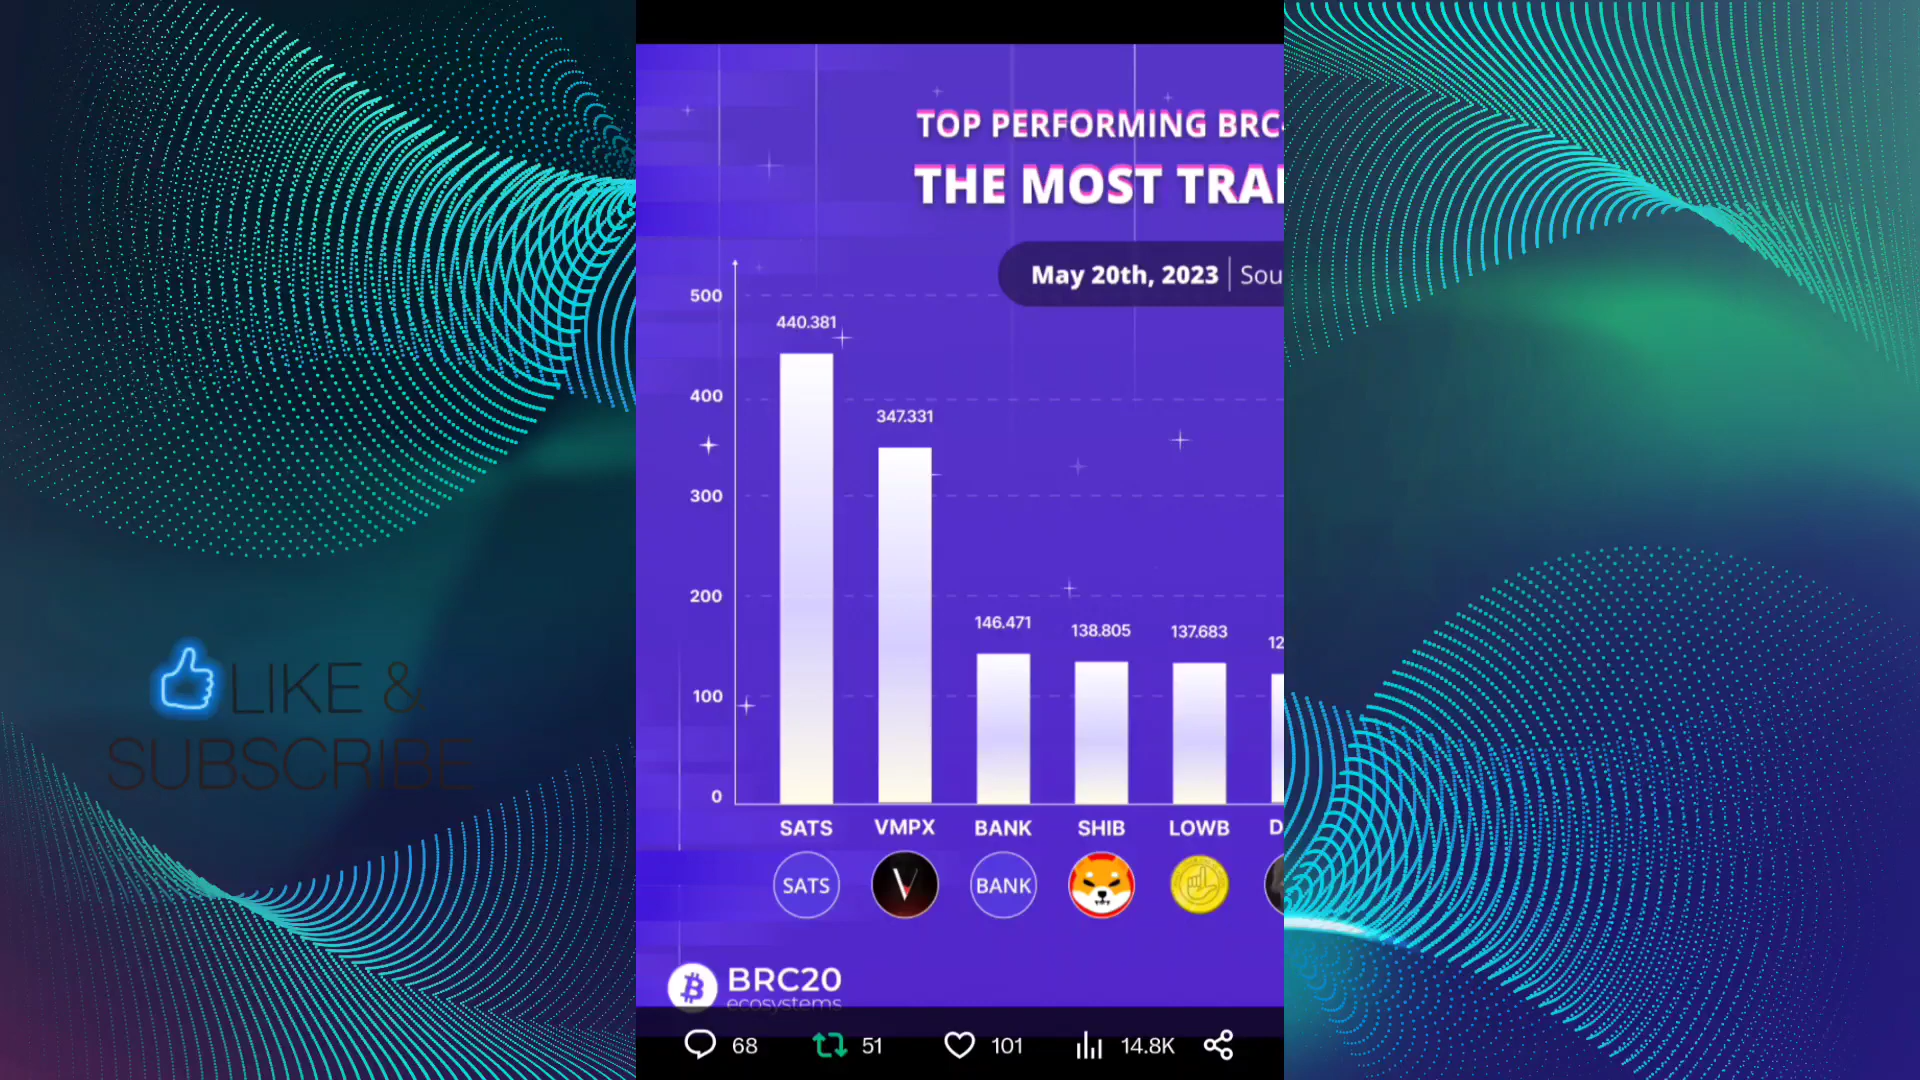 TOP PERFORMING BRC-
THE MOST TRA
May 20th, 2023 | Sou
500
440.381
400
347.331
300
200
146.471
138.805
137.683
12
100
0
SATS
VMPX
BANK
SHIB
LOWB
D
SATS
V
BANK
LIKE &
SUBSCRIBE
BRC20
ecosystems
68
51
101
14.8K